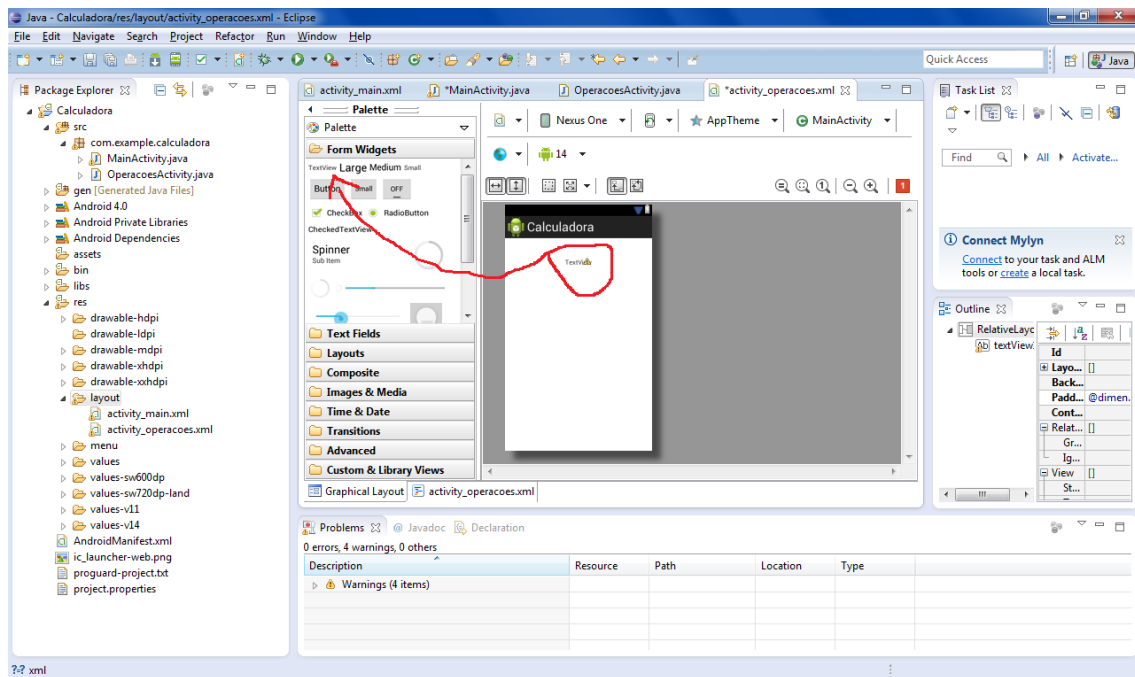 Java - Calculadora/res/layout/activity_operacoes.xml - Eclipse
File Edit Navigate Search Project Refactor Run Window Help
Quick Access
Java
Package Explorer
Calculadora
src
com.example.calculadora
MainActivity.java
OperacoesActivity.java
gen [Generated Java Files]
Android 4.0
Android Private Libraries
Android Dependencies
assets
bin
libs
res
drawable-hdpi
drawable-ldpi
drawable-mdpi
drawable-xhdpi
drawable-xxhdpi
layout
activity_main.xml
activity_operacoes.xml
menu
values
values-sw600dp
values-sw720dp-land
values-v11
values-v14
AndroidManifest.xml
ic_launcher-web.png
proguard-project.txt
project.properties
activity_main.xml *MainActivity.java OperacoesActivity.java *activity_operacoes.xml
Palette
Palette
Form Widgets
TextView Large Medium Small
Button Small OFF
CheckBox RadioButton
CheckedTextView
Spinner
Sub Item
Text Fields
Layouts
Composite
Images & Media
Time & Date
Transitions
Advanced
Custom & Library Views
Graphical Layout activity_operacoes.xml
Nexus One AppTheme MainActivity
14
1
Calculadora
TextView
Task List
Find All Activate...
Connect Mylyn
Connect to your task and ALM
tools or create a local task.
Outline
RelativeLayc
textView.
Id
Layo... []
Back...
Padd... @dimen.
Cont...
Relat... []
Gr...
Ig...
View []
St...
Problems Javadoc Declaration
0 errors, 4 warnings, 0 others
Description Resource Path Location Type
Warnings (4 items)
xml